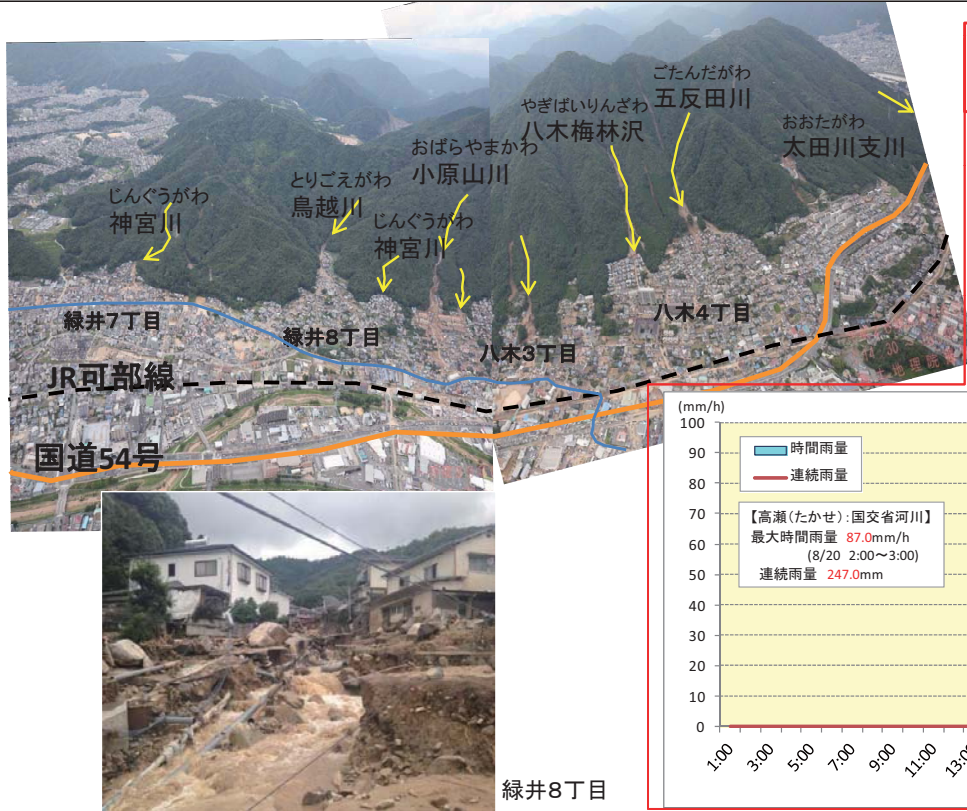 ごたんだがわ
五反田川
やぎばいりんざわ
八木梅林沢
おおたがわ
太田川支川
おばらやまかわ
小原山川
とりごえがわ
鳥越川
じんぐうがわ
神宮川
じんぐうがわ
神宮川
緑井7丁目
緑井8丁目
八木3丁目
八木4丁目
JR可部線
国道54号
地理院
緑井8丁目
(mm/h)
100
90
80
70
60
50
40
30
20
10
0
時間雨量
連続雨量
【高瀬(たかせ):国交省河川】
最大時間雨量 87.0mm/h
(8/20 2:00〜3:00)
連続雨量 247.0mm
1:00
3:00
5:00
7:00
9:00
11:00